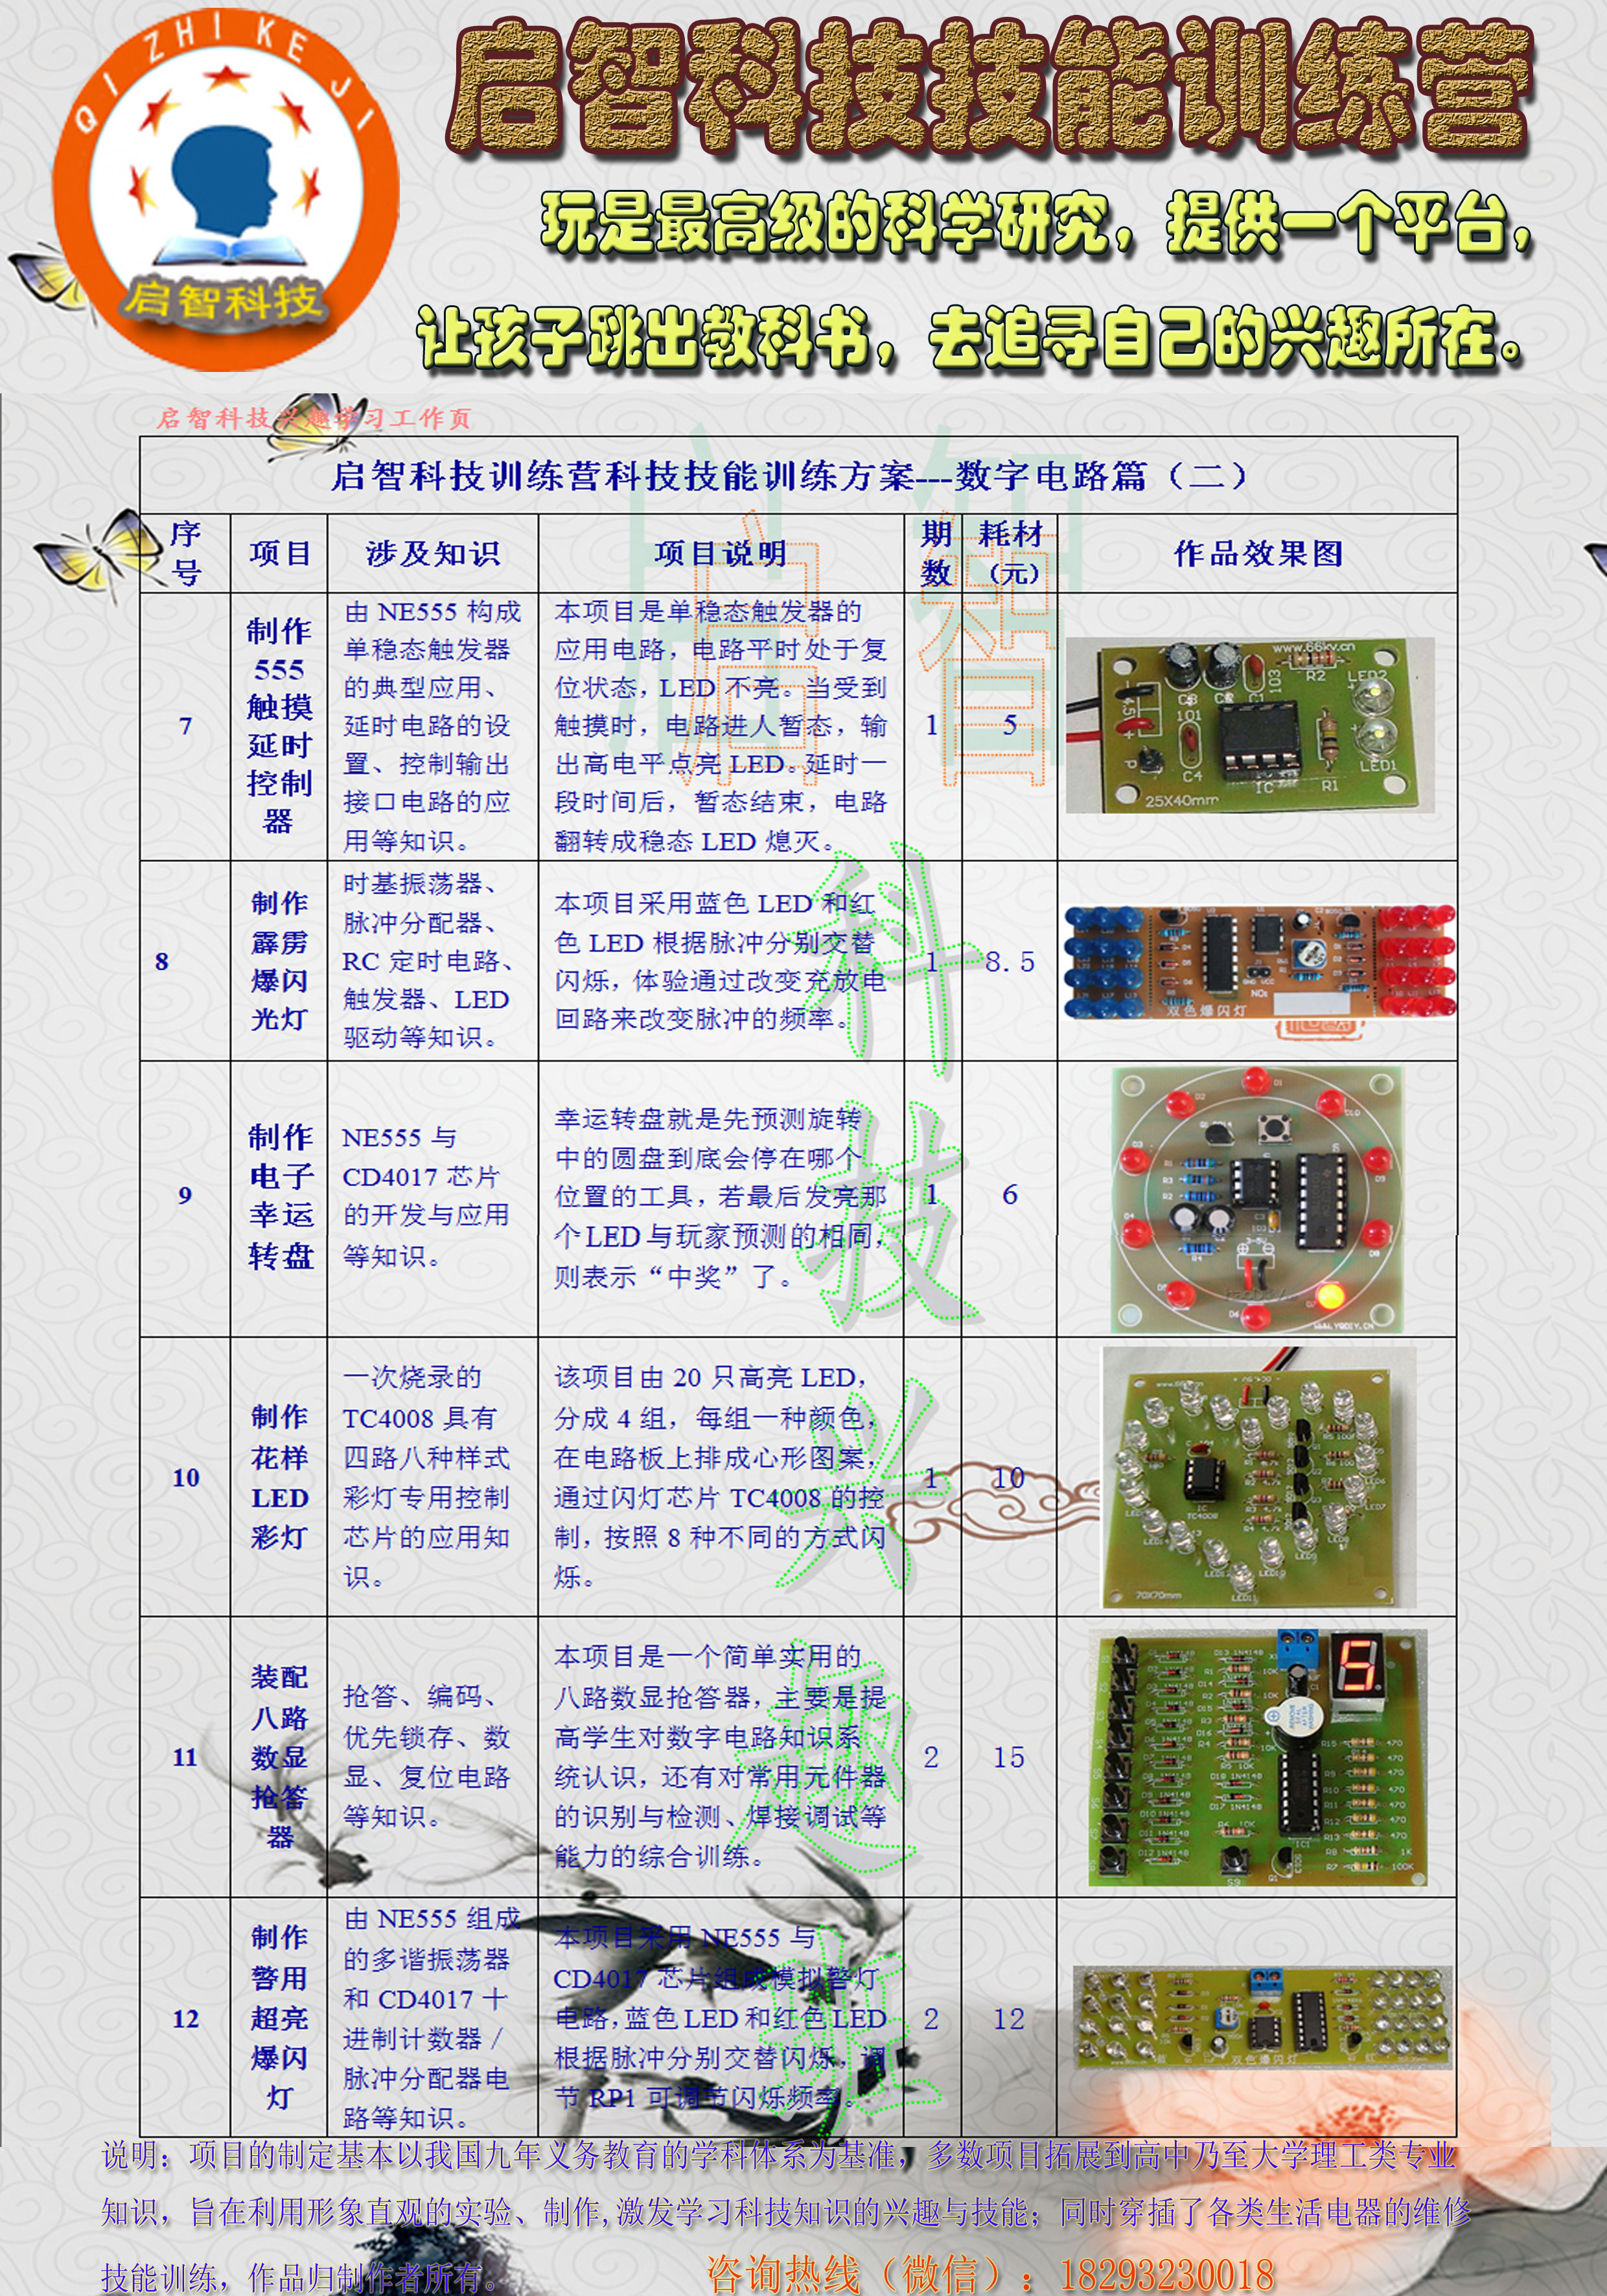 QI ZHI KE JI
启智科技
启智科技技能训练营
玩是最高级的科学研究，提供一个平台，
让孩子跳出教科书，去追寻自己的兴趣所在。
启智科技兴趣学习工作页
启智科技训练营科技技能训练方案---数字电路篇（二）
序号 项目 涉及知识 项目说明 期数 耗材（元） 作品效果图
7
制作
555
触摸
延时
控制
器
由 NE555 构成
单稳态触发器
的典型应用、
延时电路的设
置、控制输出
接口电路的应
用等知识。
本项目是单稳态触发器的
应用电路，电路平时处于复
位状态，LED 不亮。当受到
触摸时，电路进人暂态，输
出高电平点亮 LED。延时一
段时间后，暂态结束，电路
翻转成稳态 LED 熄灭。
1
5
www.66kv.cn
R2
LED2
LED1
R1
IC
C4
101
103
25X40mm
8
制作
霹雳
爆闪
光灯
时基振荡器、
脉冲分配器、
RC 定时电路、
触发器、LED
驱动等知识。
本项目采用蓝色 LED 和红
色 LED 根据脉冲分别交替
闪烁，体验通过改变充放电
回路来改变脉冲的频率。
1
8.5
双色爆闪灯
9
制作
电子
幸运
转盘
NE555 与
CD4017 芯片
的开发与应用
等知识。
幸运转盘就是先预测旋转
中的圆盘到底会停在哪个
位置的工具，若最后发亮那
个 LED 与玩家预测的相同，
则表示“中奖”了。
1
6
10
制作
花样
LED
彩灯
一次烧录的
TC4008 具有
四路八种样式
彩灯专用控制
芯片的应用知
识。
该项目由 20 只高亮 LED，
分成 4 组，每组一种颜色，
在电路板上排成心形图案，
通过闪灯芯片 TC4008 的控
制，按照 8 种不同的方式闪
烁。
1
10
IC
TC4008
70X70mm
11
装配
八路
数显
抢答
器
抢答、编码、
优先锁存、数
显、复位电路
等知识。
本项目是一个简单实用的
八路数显抢答器，主要是提
高学生对数字电路知识系
统认识，还有对常用元件器
的识别与检测、焊接调试等
能力的综合训练。
2
15
5
12
制作
警用
超亮
爆闪
灯
由 NE555 组成
的多谐振荡器
和 CD4017 十
进制计数器／
脉冲分配器电
路等知识。
本项目采用 NE555 与
CD4017 芯片组成模拟警灯
电路，蓝色 LED 和红色 LED
根据脉冲分别交替闪烁，调
节 RP1 可调节闪烁频率。
2
12
双色爆闪灯
启智科技兴趣班
说明：项目的制定基本以我国九年义务教育的学科体系为基准，多数项目拓展到高中乃至大学理工类专业
知识，旨在利用形象直观的实验、制作,激发学习科技知识的兴趣与技能；同时穿插了各类生活电器的维修
技能训练，作品归制作者所有。
咨询热线（微信）：18293230018